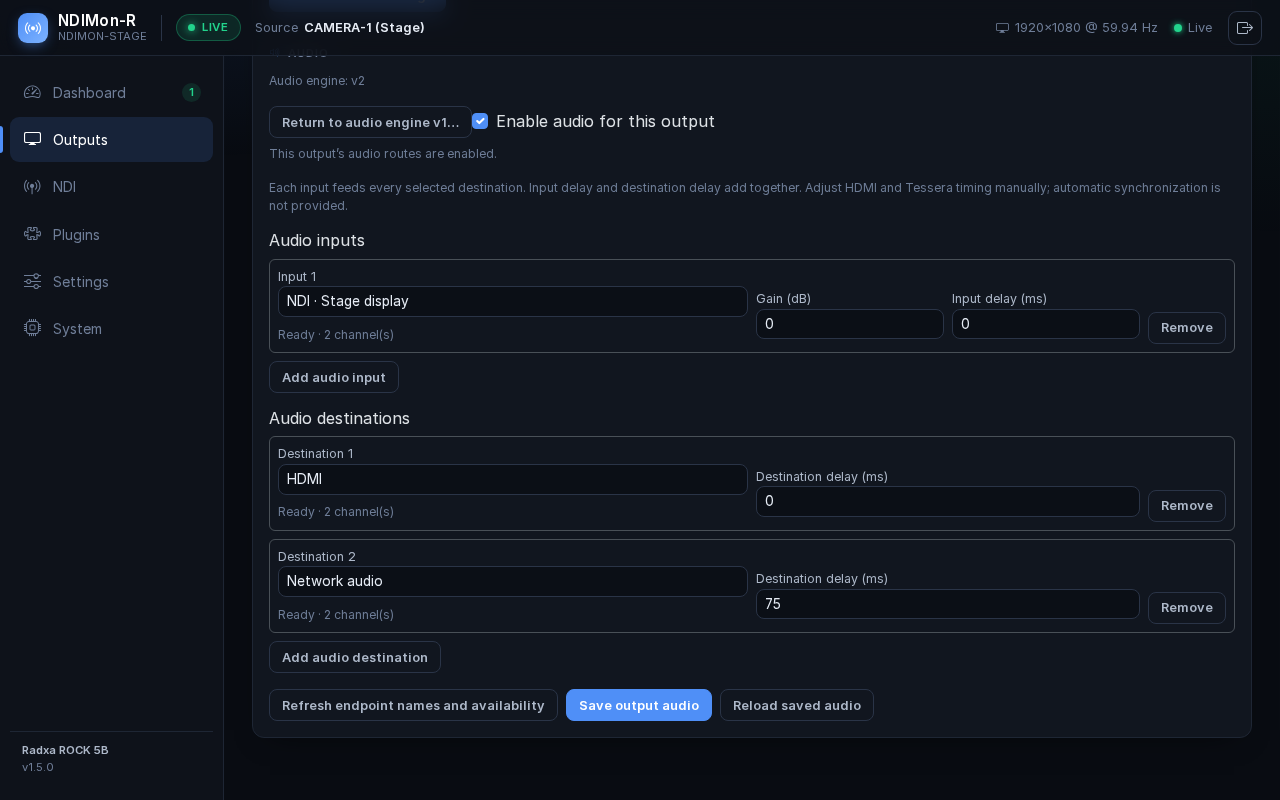 NDIMon-R
NDIMON-STAGE
LIVE
Source CAMERA-1 (Stage)
1920×1080 @ 59.94 Hz
Live
Dashboard
1
Outputs
NDI
Plugins
Settings
System
Radxa ROCK 5B
v1.5.0
AUDIO
Audio engine: v2
Return to audio engine v1…
Enable audio for this output
This output’s audio routes are enabled.
Each input feeds every selected destination. Input delay and destination delay add together. Adjust HDMI and Tessera timing manually; automatic synchronization is
not provided.
Audio inputs
Input 1
NDI · Stage display
Ready · 2 channel(s)
Gain (dB)
0
Input delay (ms)
0
Remove
Add audio input
Audio destinations
Destination 1
HDMI
Ready · 2 channel(s)
Destination delay (ms)
0
Remove
Destination 2
Network audio
Ready · 2 channel(s)
Destination delay (ms)
75
Remove
Add audio destination
Refresh endpoint names and availability
Save output audio
Reload saved audio